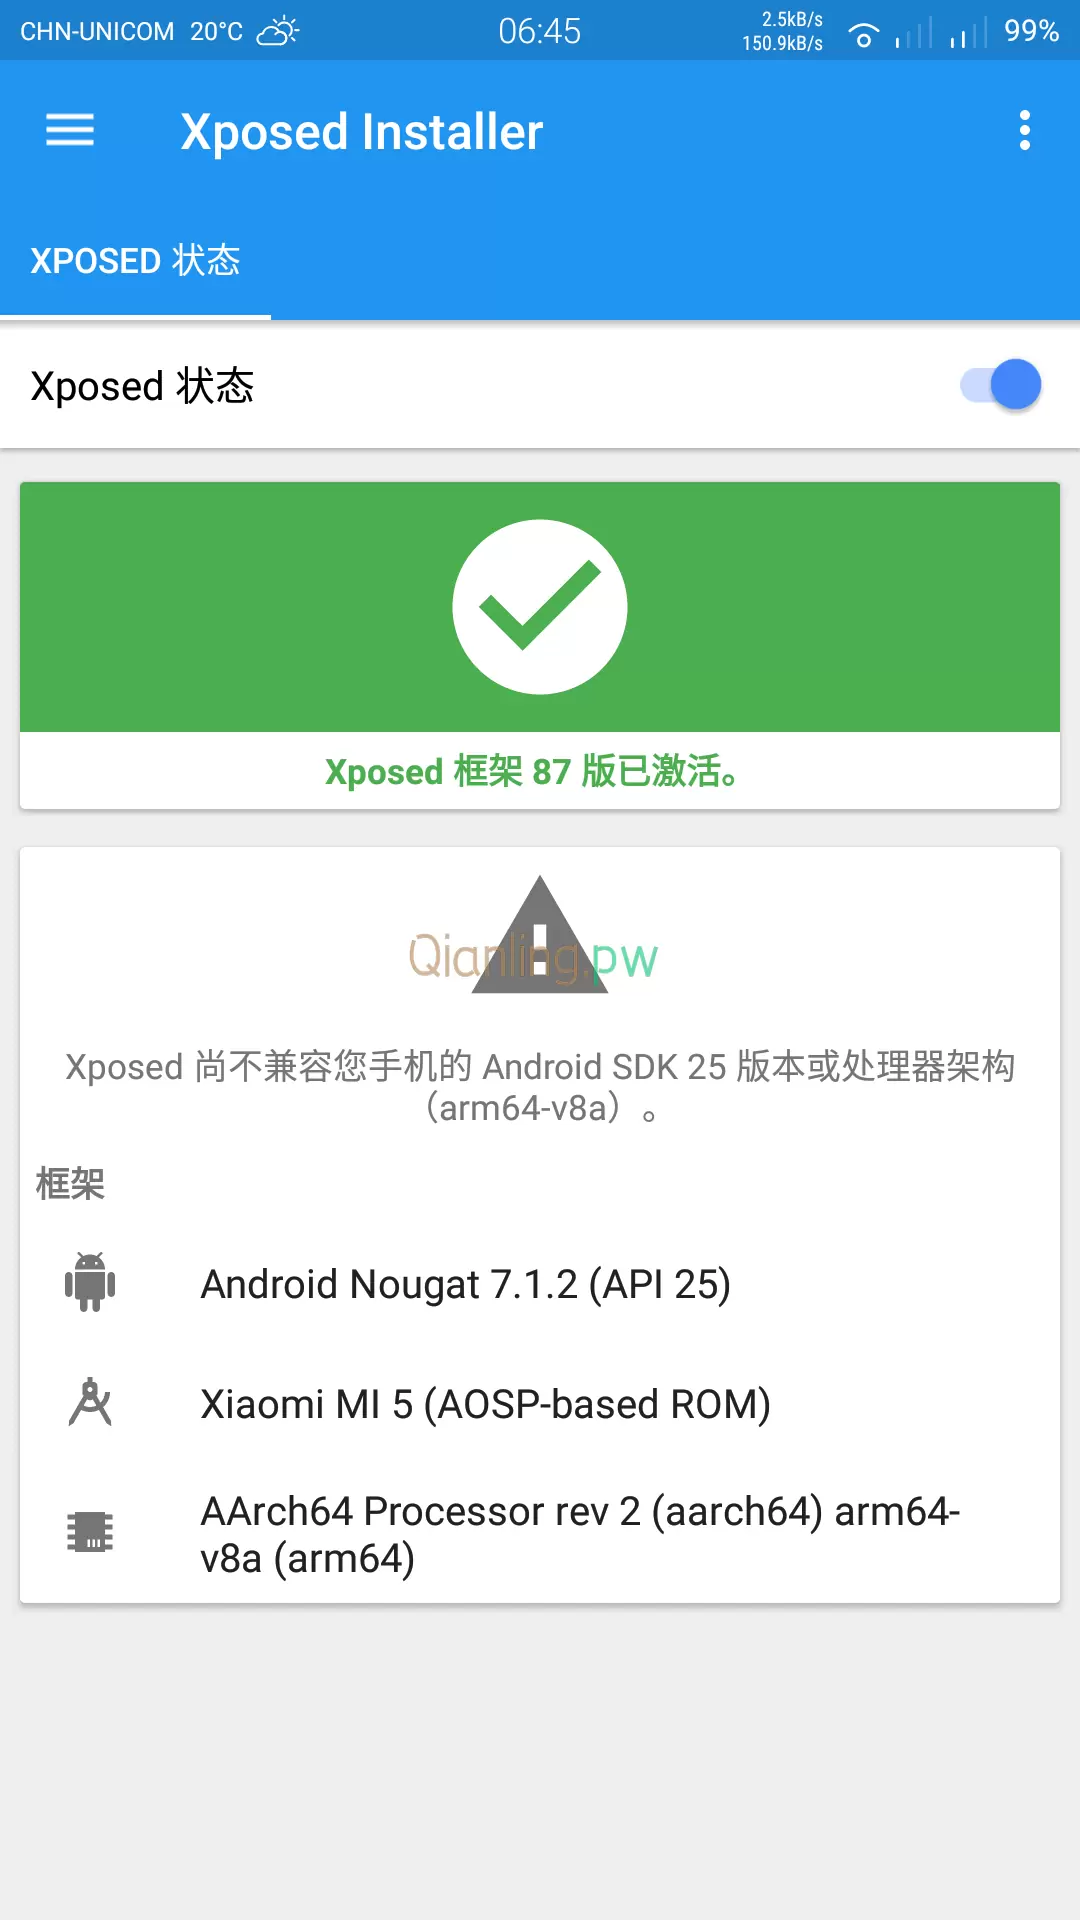 CHN-UNICOM 20°C 06:45 2.5kB/s 150.9kB/s 99%
Xposed Installer
XPOSED 状态
Xposed 状态
Xposed 框架 87 版已激活。
Qianling.pw
Xposed 尚不兼容您手机的 Android SDK 25 版本或处理器架构
（arm64-v8a）。
框架
Android Nougat 7.1.2 (API 25)
Xiaomi MI 5 (AOSP-based ROM)
AArch64 Processor rev 2 (aarch64) arm64-
v8a (arm64)